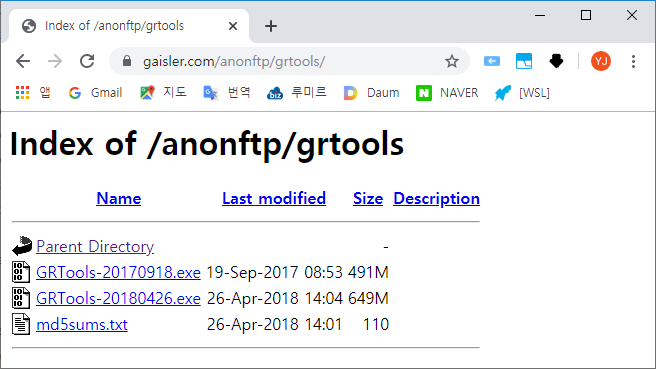 Index of /anonftp/grtools
gaisler.com/anonftp/grtools/
YJ
앱 Gmail 지도 번역 biz 루미르 Daum NAVER [WSL]
Index of /anonftp/grtools
Name Last modified Size Description
Parent Directory -
GRTools-20170918.exe 19-Sep-2017 08:53 491M
GRTools-20180426.exe 26-Apr-2018 14:04 649M
md5sums.txt 26-Apr-2018 14:01 110